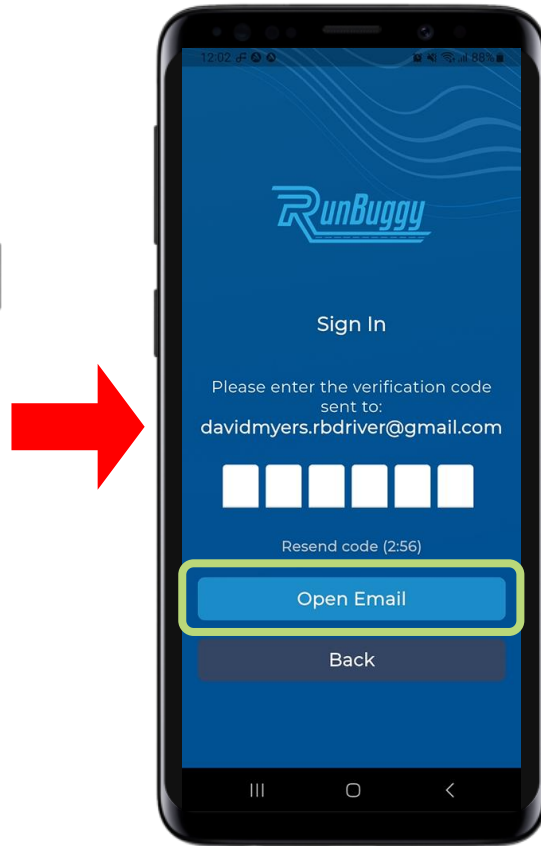 12:02
88%
RunBuggy
Sign In
Please enter the verification code
sent to:
davidmyers.rbdriver@gmail.com
Resend code (2:56)
Open Email
Back